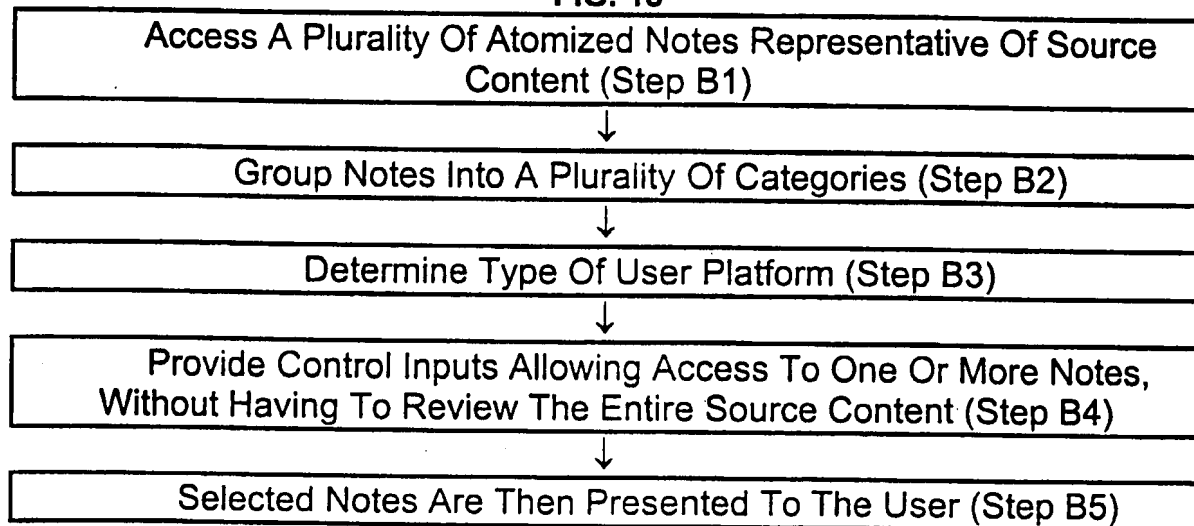 Access A Plurality Of Atomized Notes Representative Of Source
Content (Step B1)
↓
Group Notes Into A Plurality Of Categories (Step B2)
↓
Determine Type Of User Platform (Step B3)
↓
Provide Control Inputs Allowing Access To One Or More Notes,
Without Having To Review The Entire Source Content (Step B4)
↓
Selected Notes Are Then Presented To The User (Step B5)